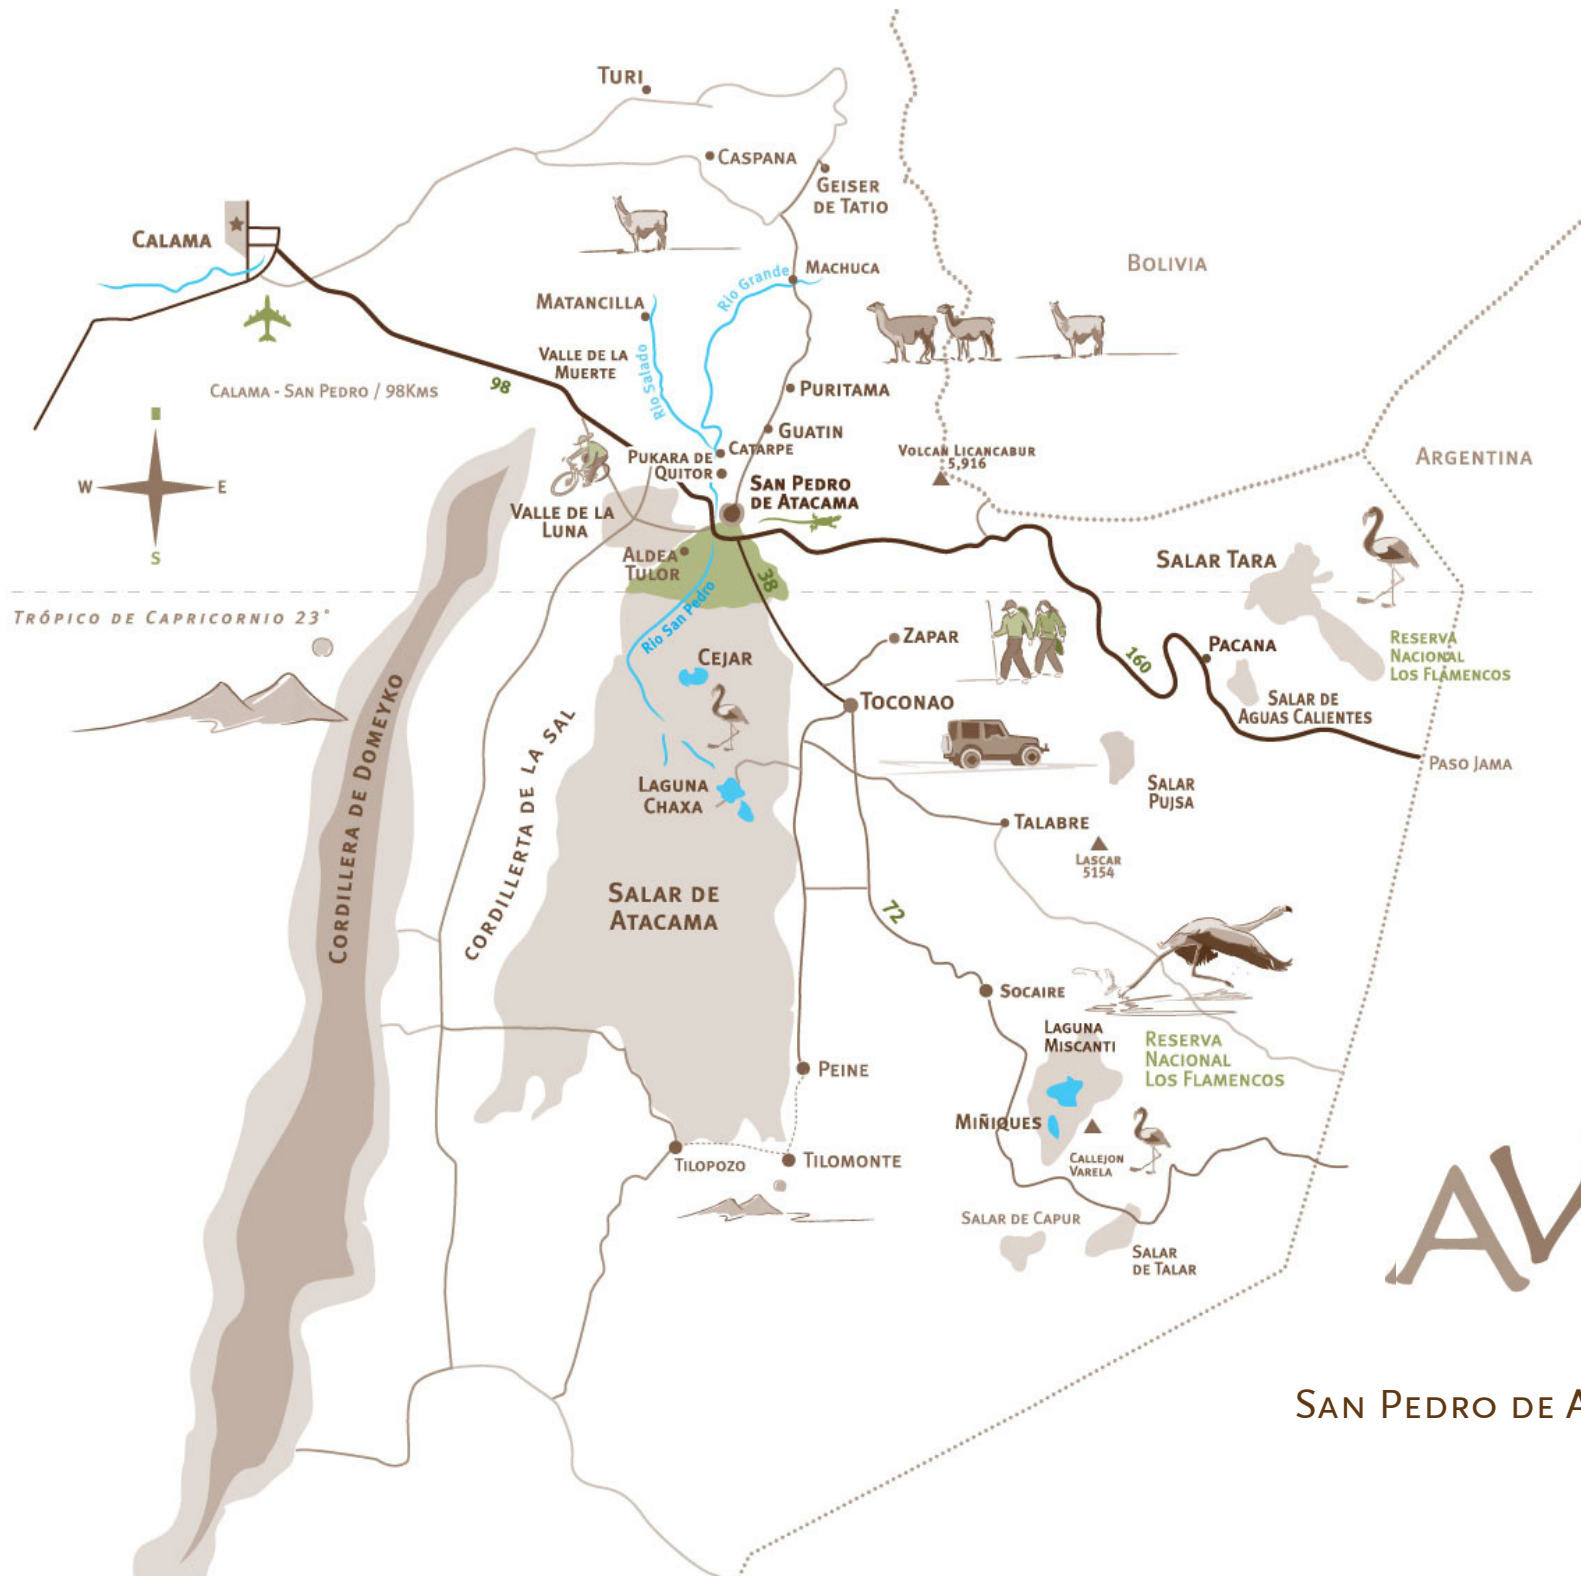 TURI
CASPANA
GEISER
DE TATIO
CALAMA
BOLIVIA
Río Grande
MACHUCA
MATANCILLA
VALLE DE LA
MUERTE
Río Salado
98
CALAMA - SAN PEDRO / 98KMS
PURITAMA
GUATIN
CATARPE
PUKARA DE
QUITOR
VOLCAN LICANCABUR
5,916
ARGENTINA
W
E
S
SAN PEDRO
DE ATACAMA
VALLE DE LA
LUNA
ALDEA
TULOR
38
SALAR TARA
TRÓPICO DE CAPRICORNIO 23°
Río San Pedro
CEJAR
ZAPAR
160
PACANA
RESERVA
NACIONAL
LOS FLAMENCOS
SALAR DE
AGUAS CALIENTES
TOCONAO
PASO JAMA
CORDILLERA DE DOMEYKO
CORDILLERTA DE LA SAL
LAGUNA
CHAXA
SALAR
PUJSA
TALABRE
LASCAR
5154
SALAR DE
ATACAMA
72
SOCAIRE
LAGUNA
MISCANTI
RESERVA
NACIONAL
LOS FLAMENCOS
PEINE
MIÑIQUES
CALLEJON
VARELA
TILOPOZO
TILOMONTE
SALAR DE CAPUR
SALAR
DE TALAR
AV
SAN PEDRO DE A